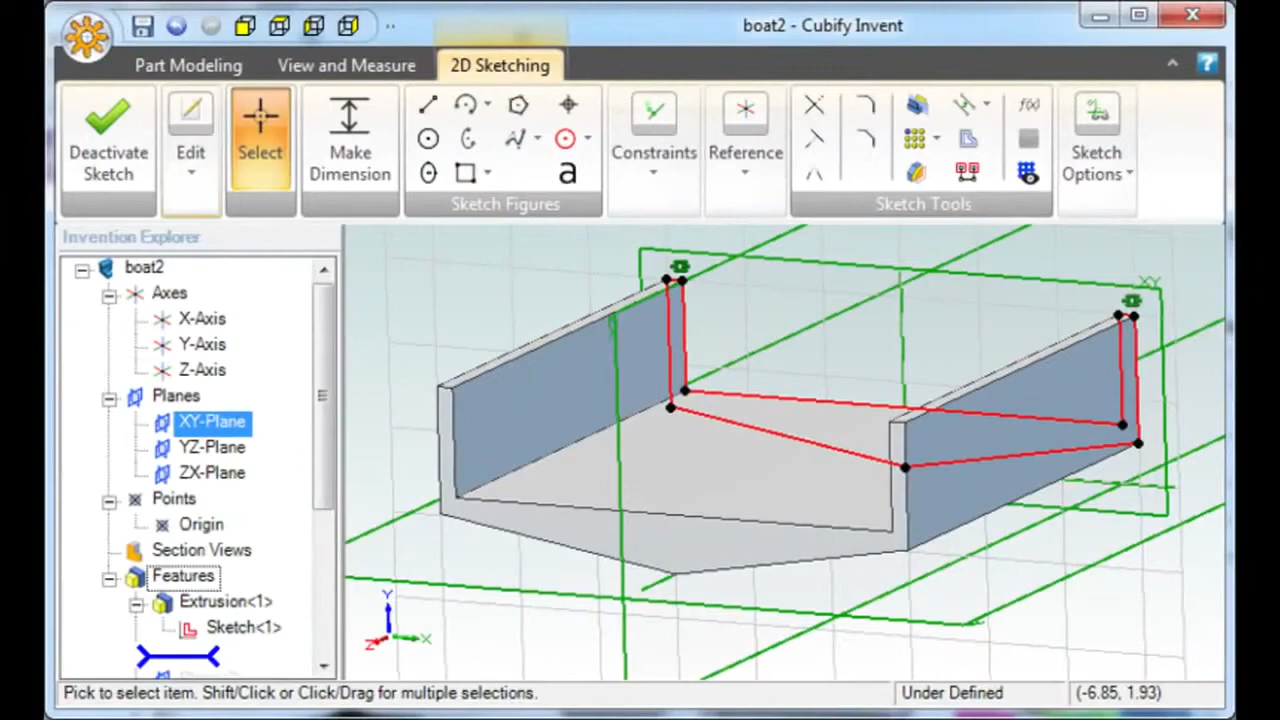 boat2 - Cubify Invent
Part Modeling
View and Measure
2D Sketching
Deactivate
Sketch
Edit
Select
Make
Dimension
a
Sketch Figures
Constraints
Reference
f(x)
Sketch Tools
Sketch
Options
Invention Explorer
boat2
Axes
X-Axis
Y-Axis
Z-Axis
Planes
XY-Plane
YZ-Plane
ZX-Plane
Points
Origin
Section Views
Features
Extrusion<1>
Sketch<1>
XY
Y
Z
X
Pick to select item. Shift/Click or Click/Drag for multiple selections.
Under Defined
(-6.85, 1.93)